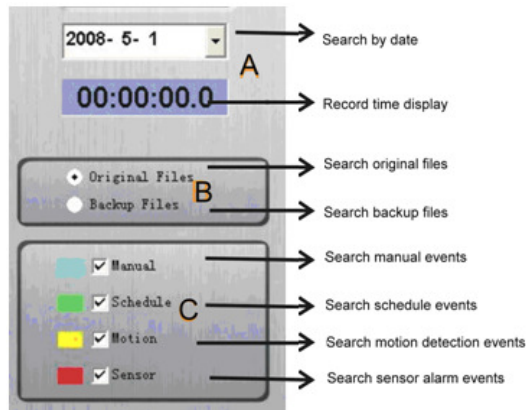 2008- 5- 1
Search by date
A
00:00:00.0
Record time display
Original Files
Search original files
B
Backup Files
Search backup files
Manual
Search manual events
Schedule
Search schedule events
C
Motion
Search motion detection events
Sensor
Search sensor alarm events